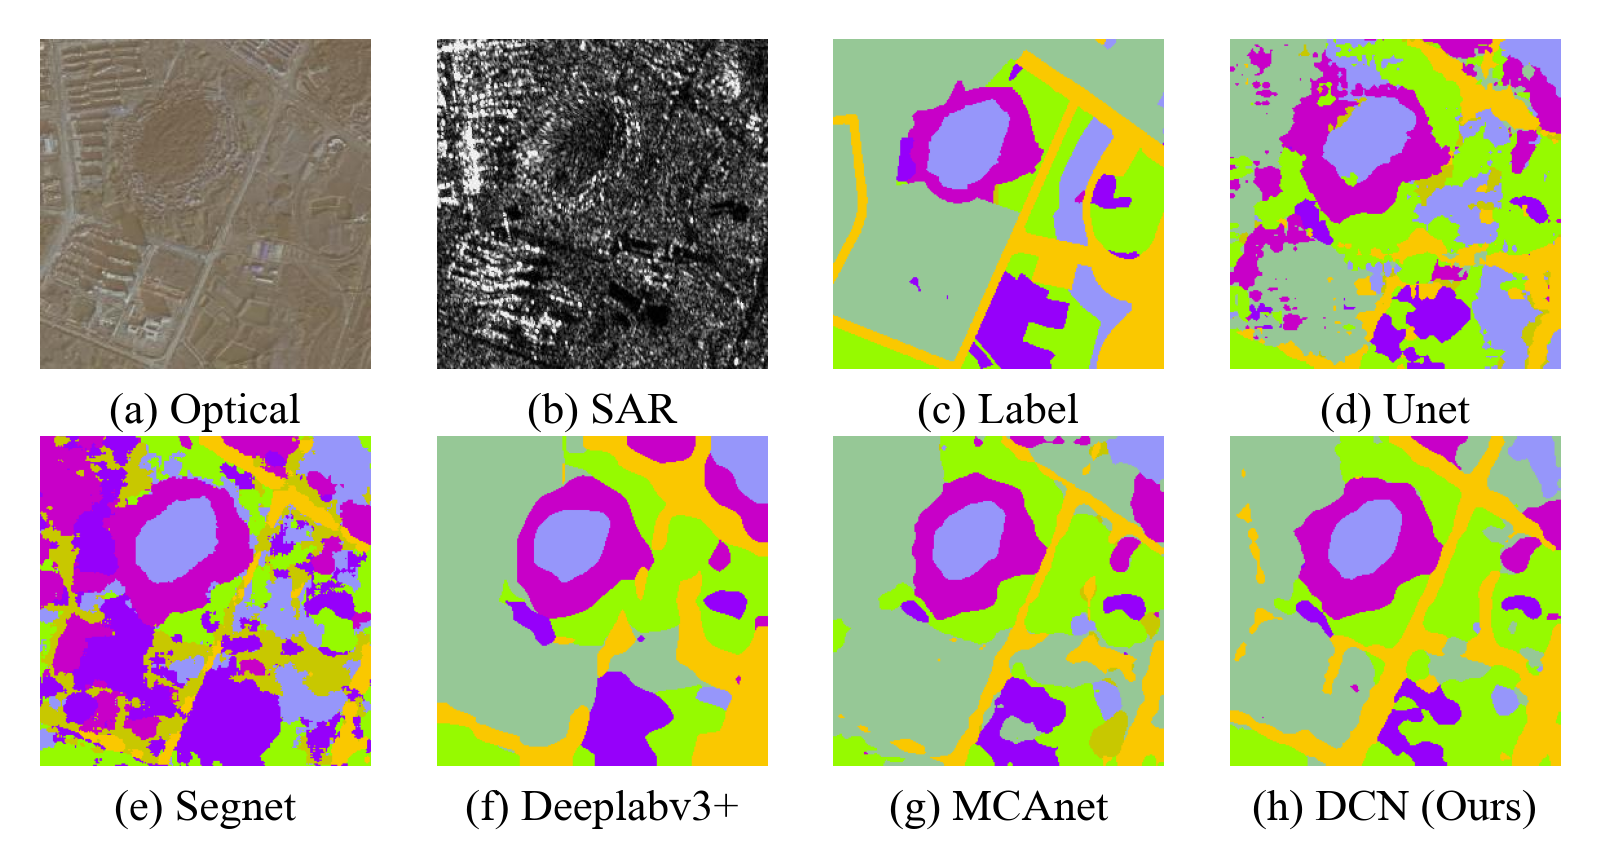 (a) Optical
(b) SAR
(c) Label
(d) Unet
(e) Segnet
(f) Deeplabv3+
(g) MCAnet
(h) DCN (Ours)